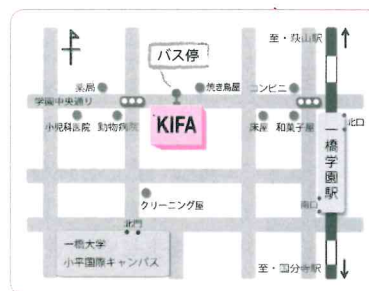 至・萩山駅
バス停
薬局
焼き鳥屋
コンビニ
学園中央通り
小児科医院
動物病院
KIFA
床屋
和菓子屋
北口
一橋学園駅
クリーニング屋
南口
北門
一橋大学
小平国際キャンパス
至・国分寺駅